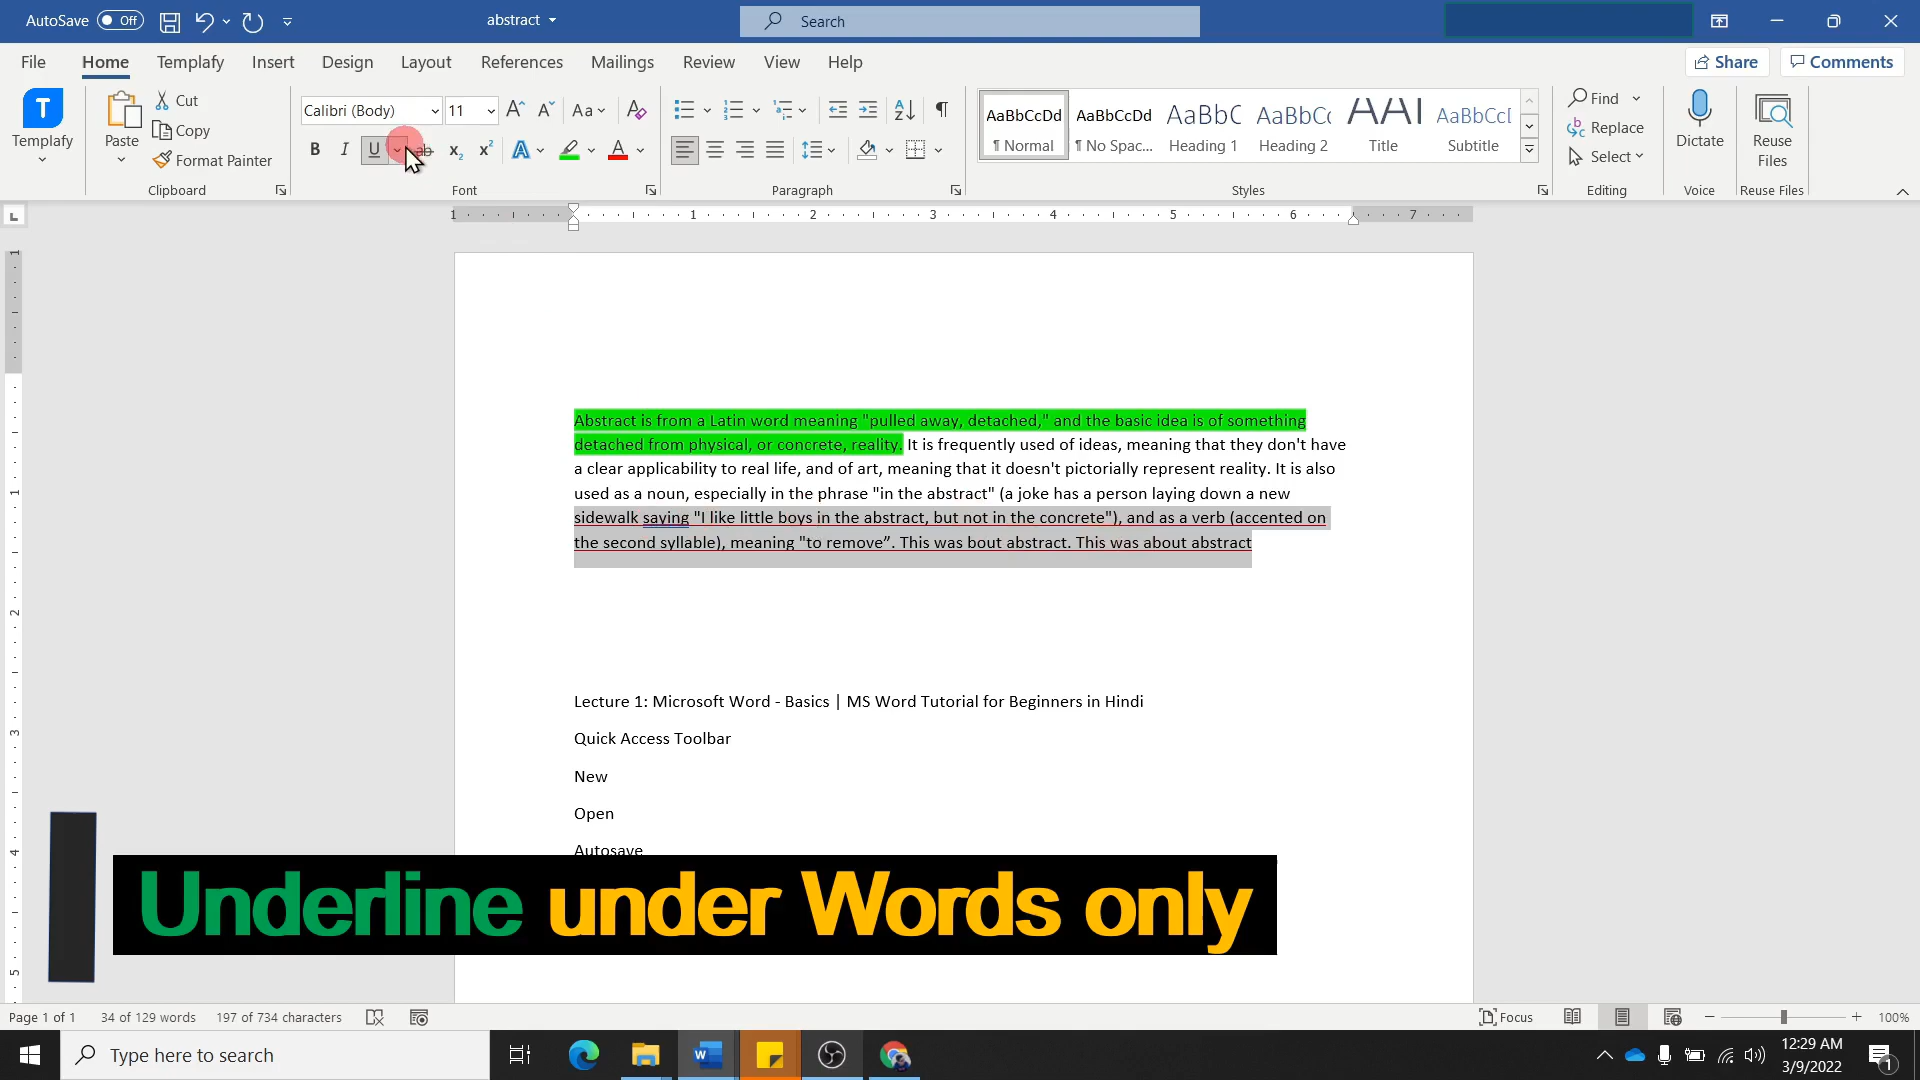 AutoSave Off
abstract
Search
File Home Templafy Insert Design Layout References Mailings Review View Help Share Comments
Templafy
Paste
Cut
Copy
Format Painter
Clipboard
Calibri (Body) 11
Font
Paragraph
AaBbCcDd AaBbCcDd AaBbC AaBbCc AAI AaBbCcI
¶ Normal ¶ No Spac... Heading 1 Heading 2 Title Subtitle
Styles
Find
Replace
Select
Editing
Dictate
Voice
Reuse Files
Reuse Files
1 1 2 3 4 5 6 7
Abstract is from a Latin word meaning "pulled away, detached," and the basic idea is of something
detached from physical, or concrete, reality. It is frequently used of ideas, meaning that they don't have
a clear applicability to real life, and of art, meaning that it doesn't pictorially represent reality. It is also
used as a noun, especially in the phrase "in the abstract" (a joke has a person laying down a new
sidewalk saying "I like little boys in the abstract, but not in the concrete"), and as a verb (accented on
the second syllable), meaning "to remove”. This was bout abstract. This was about abstract
Lecture 1: Microsoft Word - Basics | MS Word Tutorial for Beginners in Hindi
Quick Access Toolbar
New
Open
Autosave
Underline under Words only
Page 1 of 1 34 of 129 words 197 of 734 characters Focus 100%
Type here to search
12:29 AM
3/9/2022
1